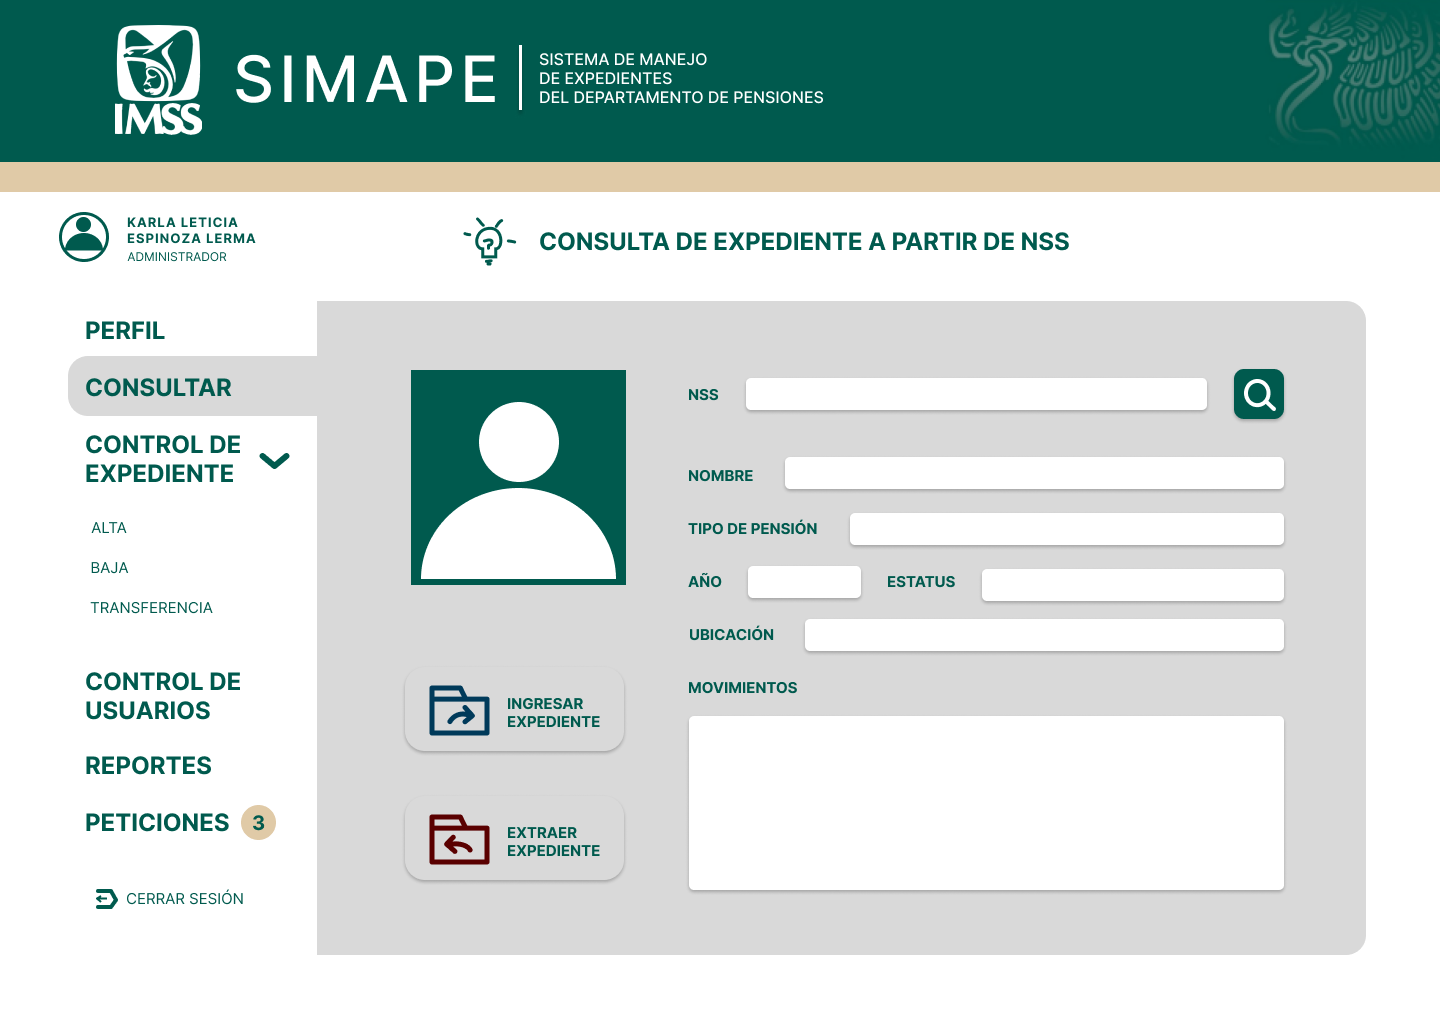 IMSS
SIMAPE
SISTEMA DE MANEJO
DE EXPEDIENTES
DEL DEPARTAMENTO DE PENSIONES
KARLA LETICIA
ESPINOZA LERMA
ADMINISTRADOR
?
CONSULTA DE EXPEDIENTE A PARTIR DE NSS
PERFIL
CONSULTAR
CONTROL DE
EXPEDIENTE
ALTA
BAJA
TRANSFERENCIA
CONTROL DE
USUARIOS
REPORTES
PETICIONES 3
CERRAR SESIÓN
INGRESAR
EXPEDIENTE
EXTRAER
EXPEDIENTE
NSS
NOMBRE
TIPO DE PENSIÓN
AÑO ESTATUS
UBICACIÓN
MOVIMIENTOS